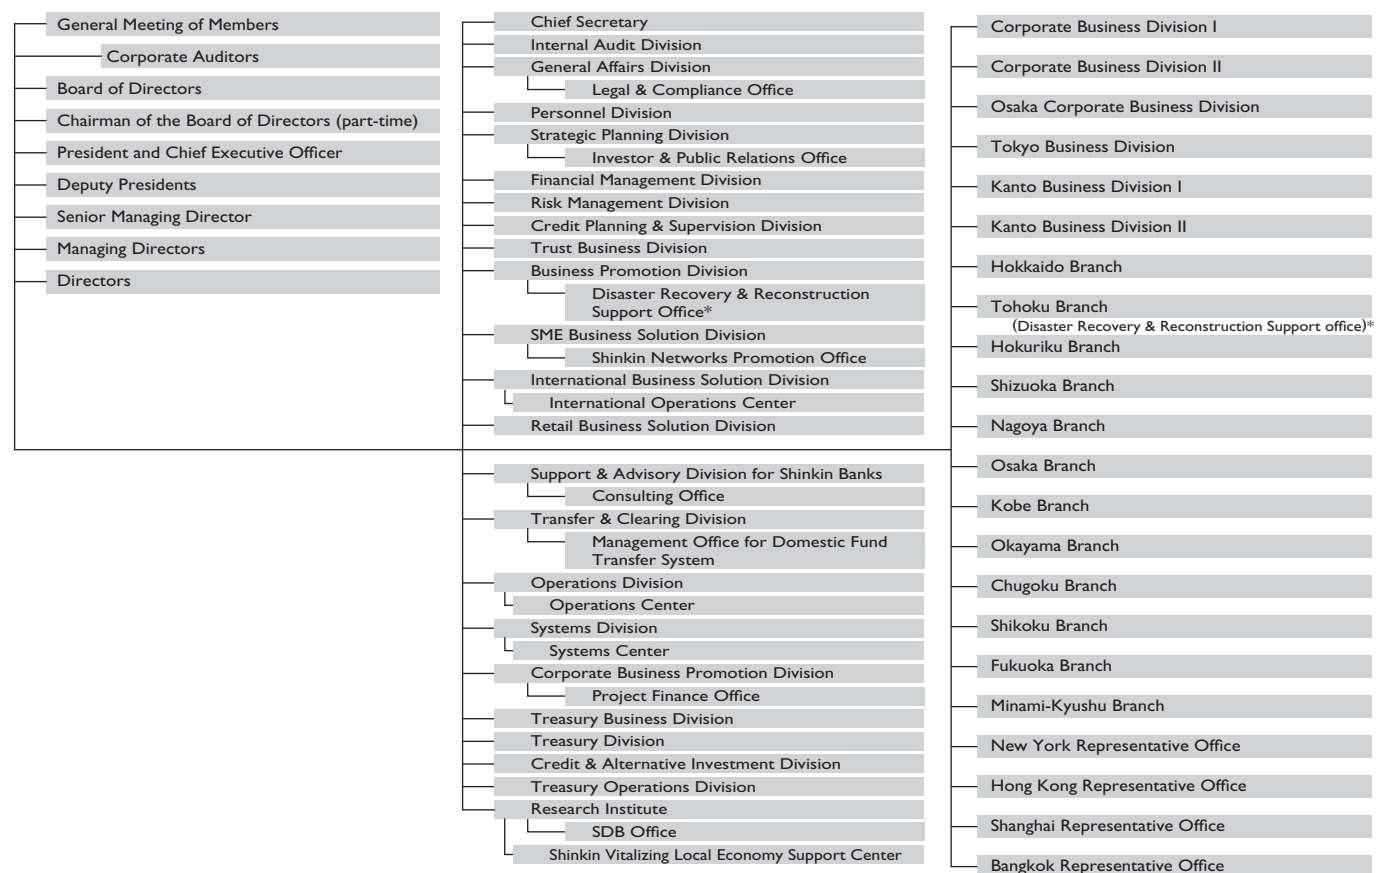 General Meeting of Members
Corporate Auditors
Board of Directors
Chairman of the Board of Directors (part-time)
President and Chief Executive Officer
Deputy Presidents
Senior Managing Director
Managing Directors
Directors
Chief Secretary
Internal Audit Division
General Affairs Division
Legal & Compliance Office
Personnel Division
Strategic Planning Division
Investor & Public Relations Office
Financial Management Division
Risk Management Division
Credit Planning & Supervision Division
Trust Business Division
Business Promotion Division
Disaster Recovery & Reconstruction
Support Office*
SME Business Solution Division
Shinkin Networks Promotion Office
International Business Solution Division
International Operations Center
Retail Business Solution Division
Support & Advisory Division for Shinkin Banks
Consulting Office
Transfer & Clearing Division
Management Office for Domestic Fund
Transfer System
Operations Division
Operations Center
Systems Division
Systems Center
Corporate Business Promotion Division
Project Finance Office
Treasury Business Division
Treasury Division
Credit & Alternative Investment Division
Treasury Operations Division
Research Institute
SDB Office
Shinkin Vitalizing Local Economy Support Center
Corporate Business Division I
Corporate Business Division II
Osaka Corporate Business Division
Tokyo Business Division
Kanto Business Division I
Kanto Business Division II
Hokkaido Branch
Tohoku Branch
(Disaster Recovery & Reconstruction Support office)*
Hokuriku Branch
Shizuoka Branch
Nagoya Branch
Osaka Branch
Kobe Branch
Okayama Branch
Chugoku Branch
Shikoku Branch
Fukuoka Branch
Minami-Kyushu Branch
New York Representative Office
Hong Kong Representative Office
Shanghai Representative Office
Bangkok Representative Office